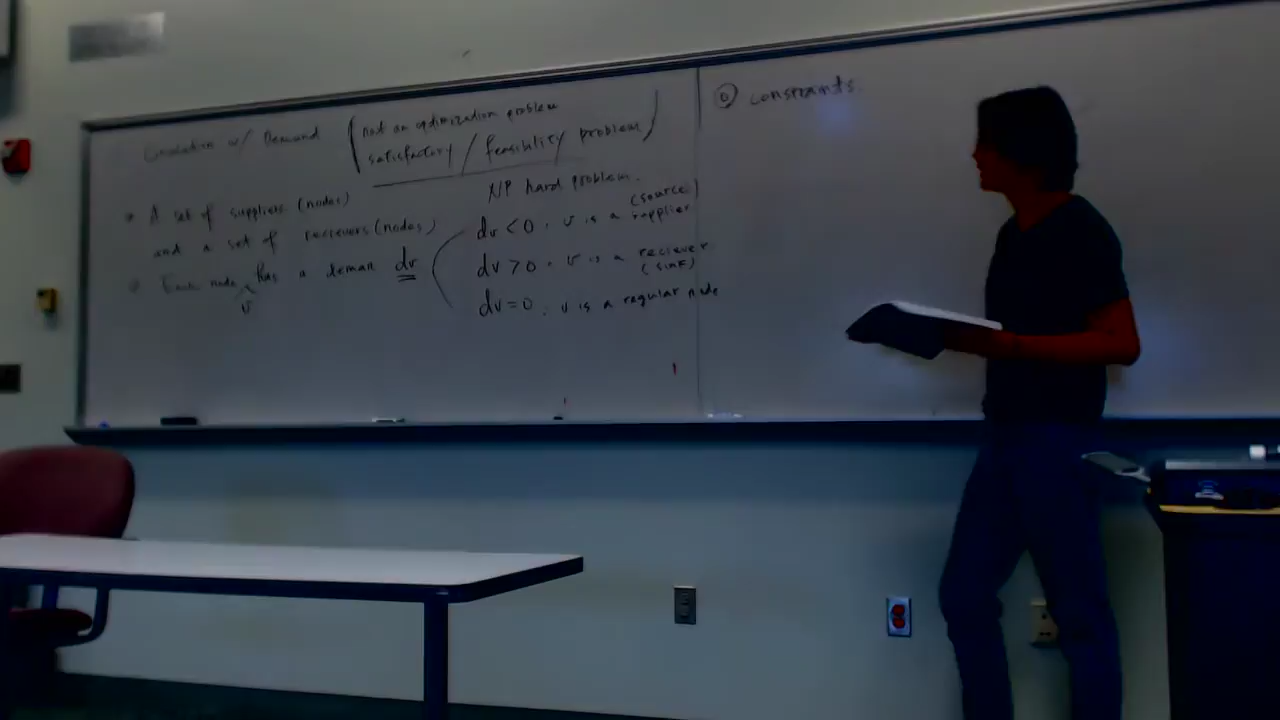 Circulation w/ Demand
(not an optimization problem
satisfactory / feasibility problem)
NP hard problem.
A set of suppliers (nodes)
and a set of recievers (nodes)
Each node has a deman dv
v
(source)
dv < 0 . v is a supplier
dv > 0 . v is a reciever
(sink)
dv = 0 . v is a regular node
constraints